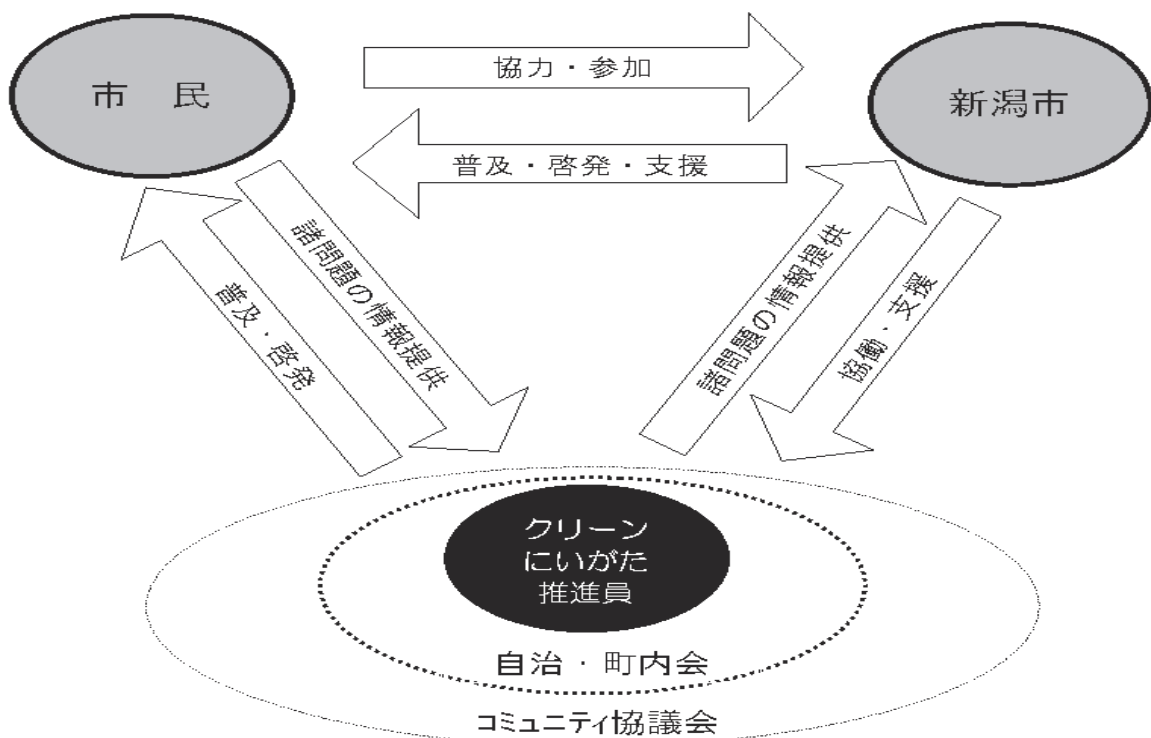 市 民
協力・参加
新潟市
普及・啓発・支援
諸問題の情報提供
普及・啓発
諸問題の情報提供
協働・支援
クリーン
にいがた
推進員
自治・町内会
コミュニティ協議会